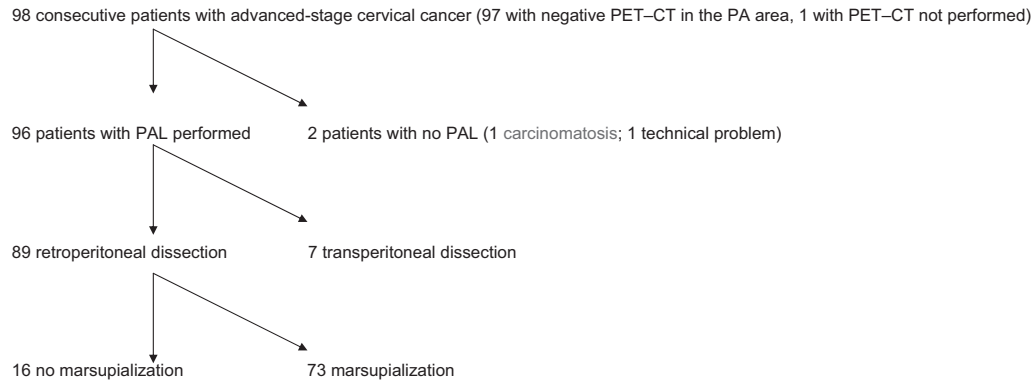 98 consecutive patients with advanced-stage cervical cancer (97 with negative PET–CT in the PA area, 1 with PET–CT not performed)
96 patients with PAL performed
2 patients with no PAL (1 carcinomatosis; 1 technical problem)
89 retroperitoneal dissection
7 transperitoneal dissection
16 no marsupialization
73 marsupialization